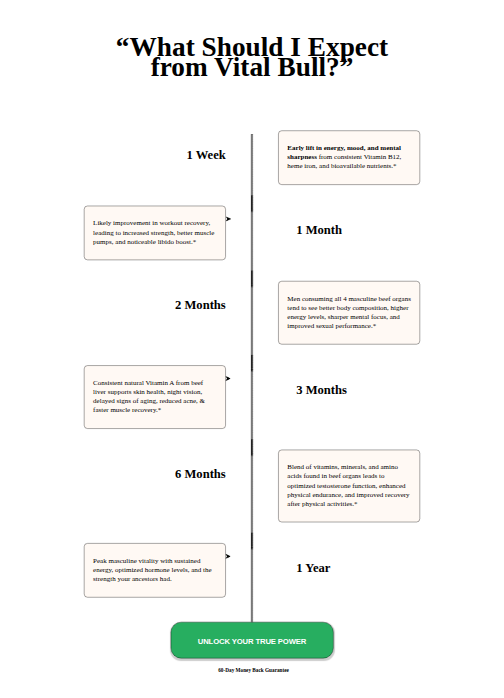 “What Should I Expect
from Vital Bull?”
1 Week
Early lift in energy, mood, and mental
sharpness from consistent Vitamin B12,
heme iron, and bioavailable nutrients.*
1 Month
Likely improvement in workout recovery,
leading to increased strength, better muscle
pumps, and noticeable libido boost.*
2 Months
Men consuming all 4 masculine beef organs
tend to see better body composition, higher
energy levels, sharper mental focus, and
improved sexual performance.*
3 Months
Consistent natural Vitamin A from beef
liver supports skin health, night vision,
delayed signs of aging, reduced acne, &
faster muscle recovery.*
6 Months
Blend of vitamins, minerals, and amino
acids found in beef organs leads to
optimized testosterone function, enhanced
physical endurance, and improved recovery
after physical activities.*
1 Year
Peak masculine vitality with sustained
energy, optimized hormone levels, and the
strength your ancestors had.
UNLOCK YOUR TRUE POWER
60-Day Money Back Guarantee